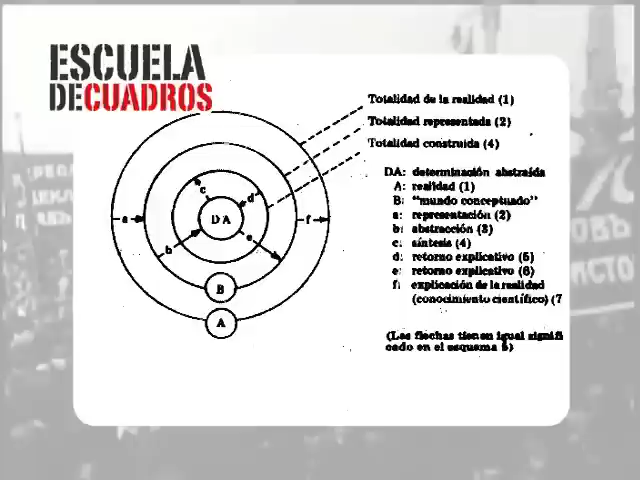 ESCUELA
DECUADROS
Totalidad de la realidad (1)
Totalidad representada (2)
Totalidad construida (4)
DA: determinación abstraída
A: realidad (1)
B: "mundo conceptuado"
a: representación (2)
b: abstracción (3)
c: síntesis (4)
d: retorno explicativo (5)
e: retorno explicativo (6)
f: explicación de la realidad
(conocimiento científico) (7
(Las flechas tienen igual signifi
cado en el esquema 5)
c
d
D A
a
f
e
b
B
A